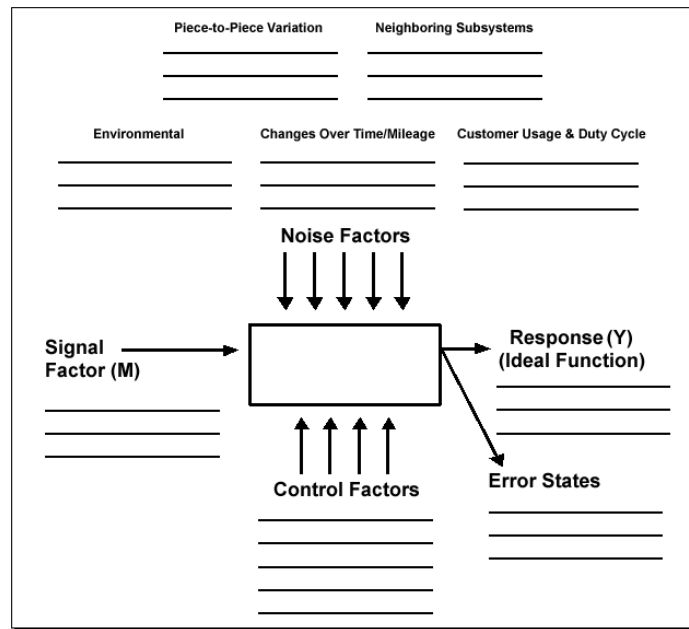 Piece-to-Piece Variation
Neighboring Subsystems
Environmental
Changes Over Time/Mileage
Customer Usage & Duty Cycle
Noise Factors
Signal
Factor (M)
Response (Y)
(Ideal Function)
Control Factors
Error States